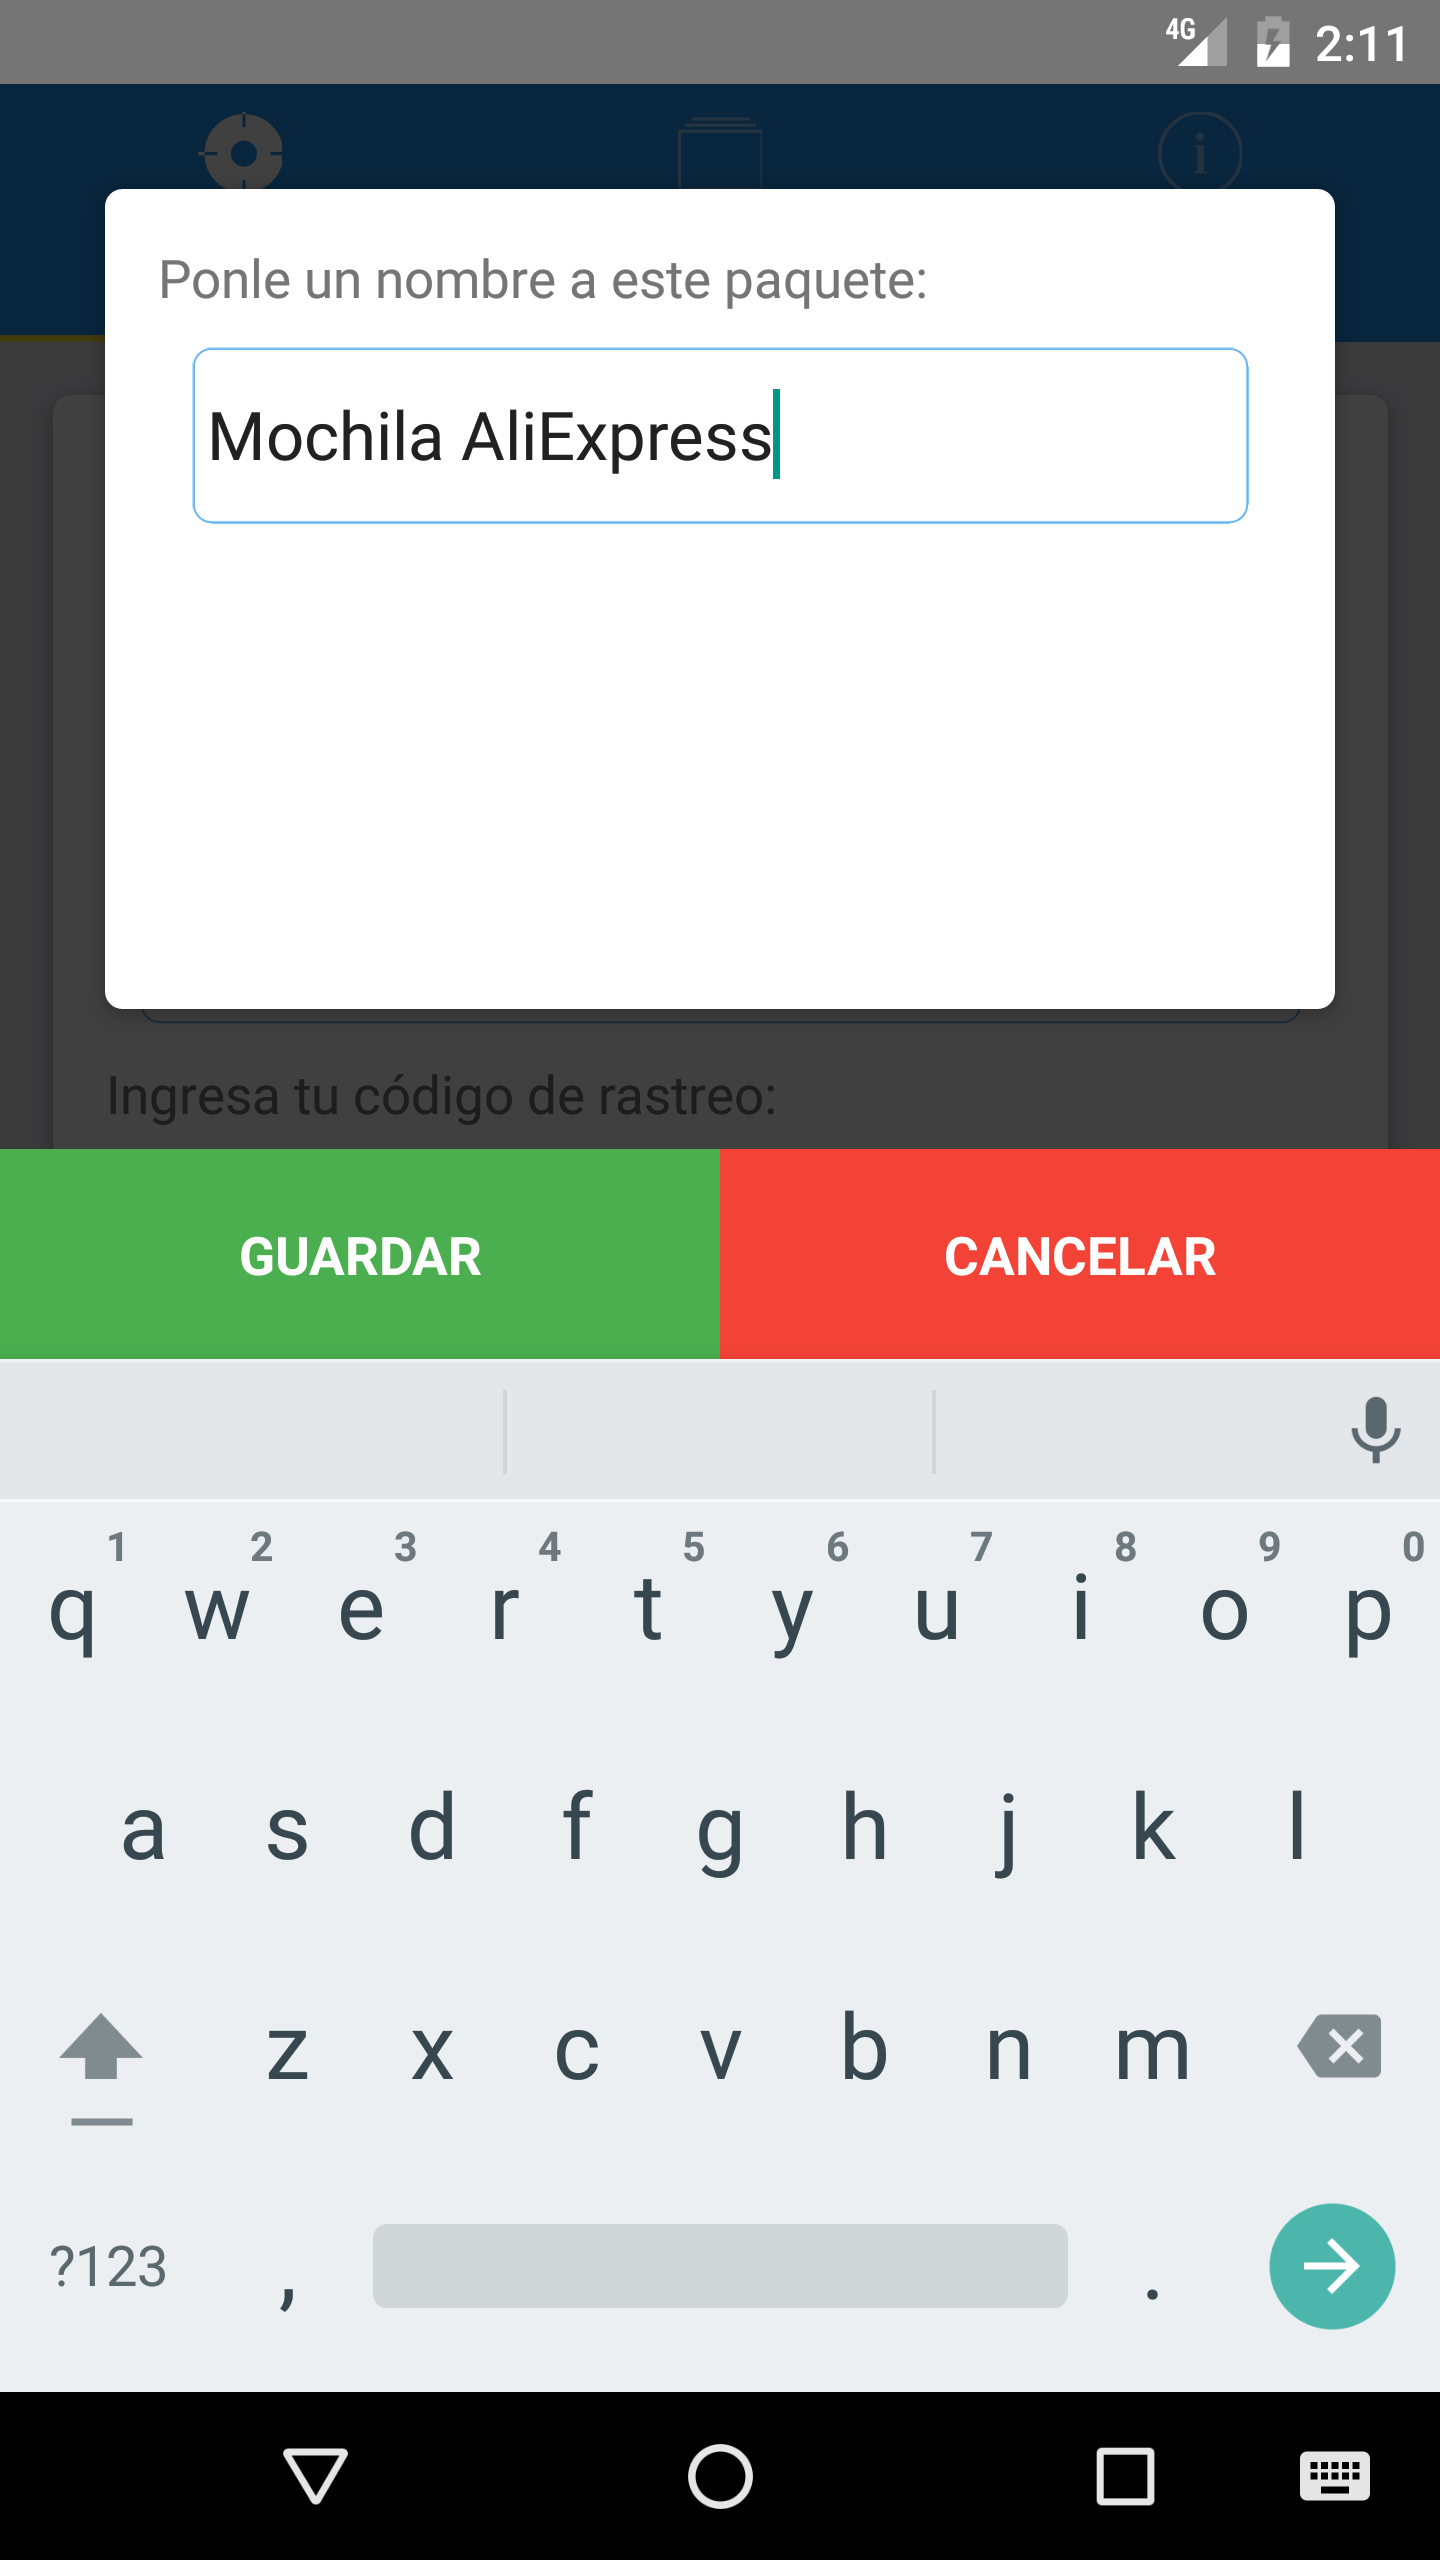 4G 2:11
i
Ponle un nombre a este paquete:
Mochila AliExpress
Ingresa tu código de rastreo:
GUARDAR CANCELAR
1 2 3 4 5 6 7 8 9 0
q w e r t y u i o p
a s d f g h j k l
z x c v b n m
?123 , .